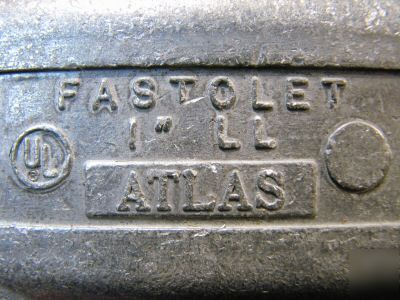 FASTOLET
1" LL
UL
ATLAS